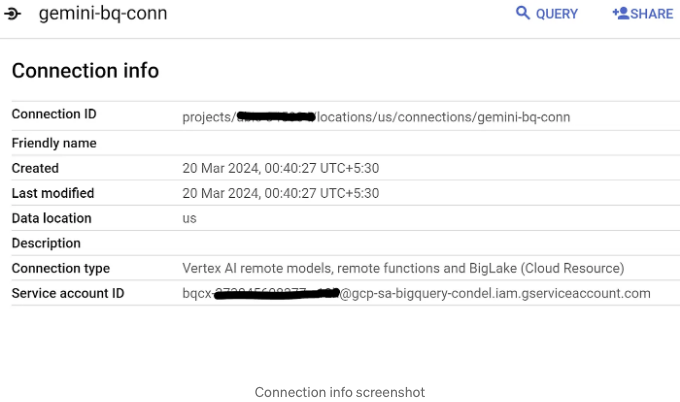 gemini-bq-conn QUERY SHARE
Connection info
Connection ID projects/ locations/us/connections/gemini-bq-conn
Friendly name
Created 20 Mar 2024, 00:40:27 UTC+5:30
Last modified 20 Mar 2024, 00:40:27 UTC+5:30
Data location us
Description
Connection type Vertex AI remote models, remote functions and BigLake (Cloud Resource)
Service account ID bqcx- @gcp-sa-bigquery-condel.iam.gserviceaccount.com
Connection info screenshot